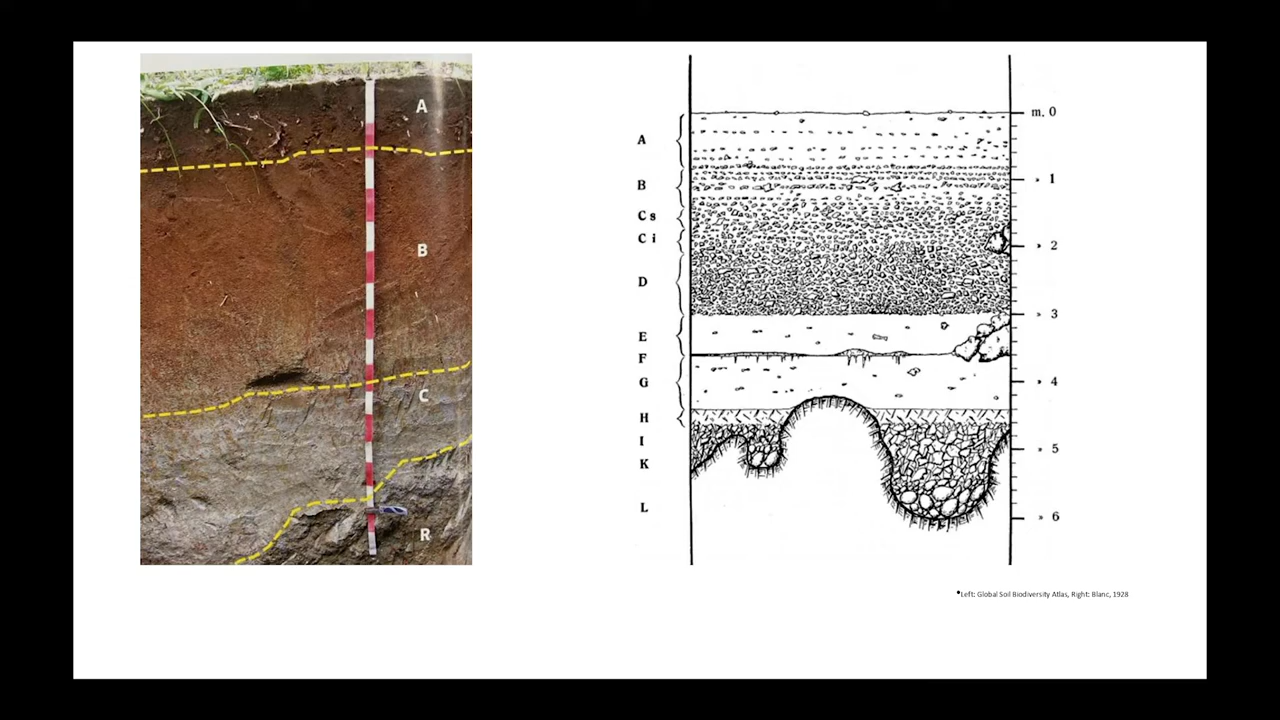 A
B
C
R
A
B
Cs
Ci
D
E
F
G
H
I
K
L
m. 0
» 1
» 2
» 3
» 4
» 5
» 6
•Left: Global Soil Biodiversity Atlas, Right: Blanc, 1928